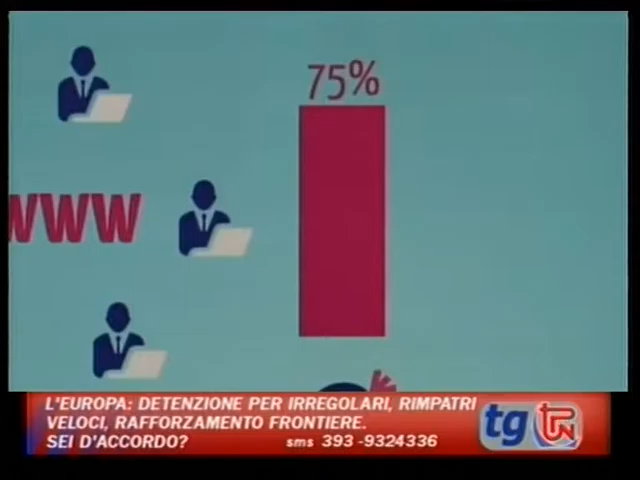 75%
WWW
L'EUROPA: DETENZIONE PER IRREGOLARI, RIMPATRI
VELOCI, RAFFORZAMENTO FRONTIERE.
SEI D'ACCORDO?
sms 393 -9324336
tg